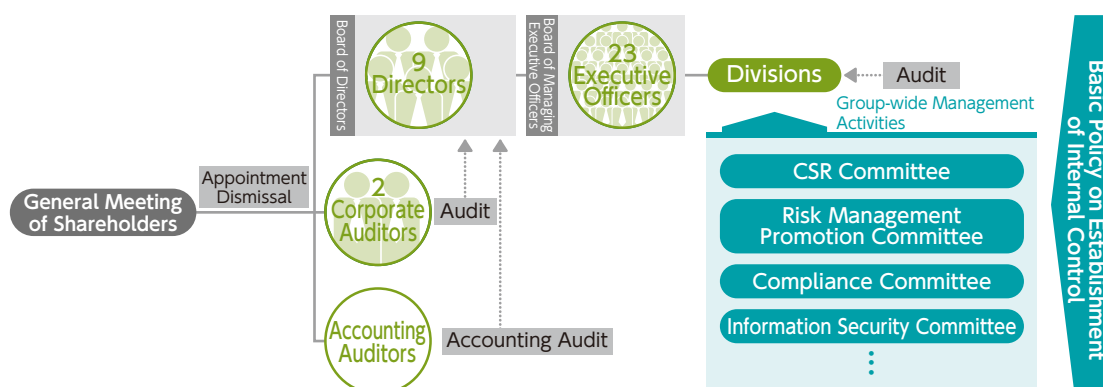 General Meeting
of Shareholders
Appointment
Dismissal
Board of Directors
9
Directors
2
Corporate
Auditors
Audit
Accounting
Auditors
Accounting Audit
Board of Managing
Executive Officers
23
Executive
Officers
Divisions
Audit
Group-wide Management
Activities
CSR Committee
Risk Management
Promotion Committee
Compliance Committee
Information Security Committee
Basic Policy on Establishment
of Internal Control